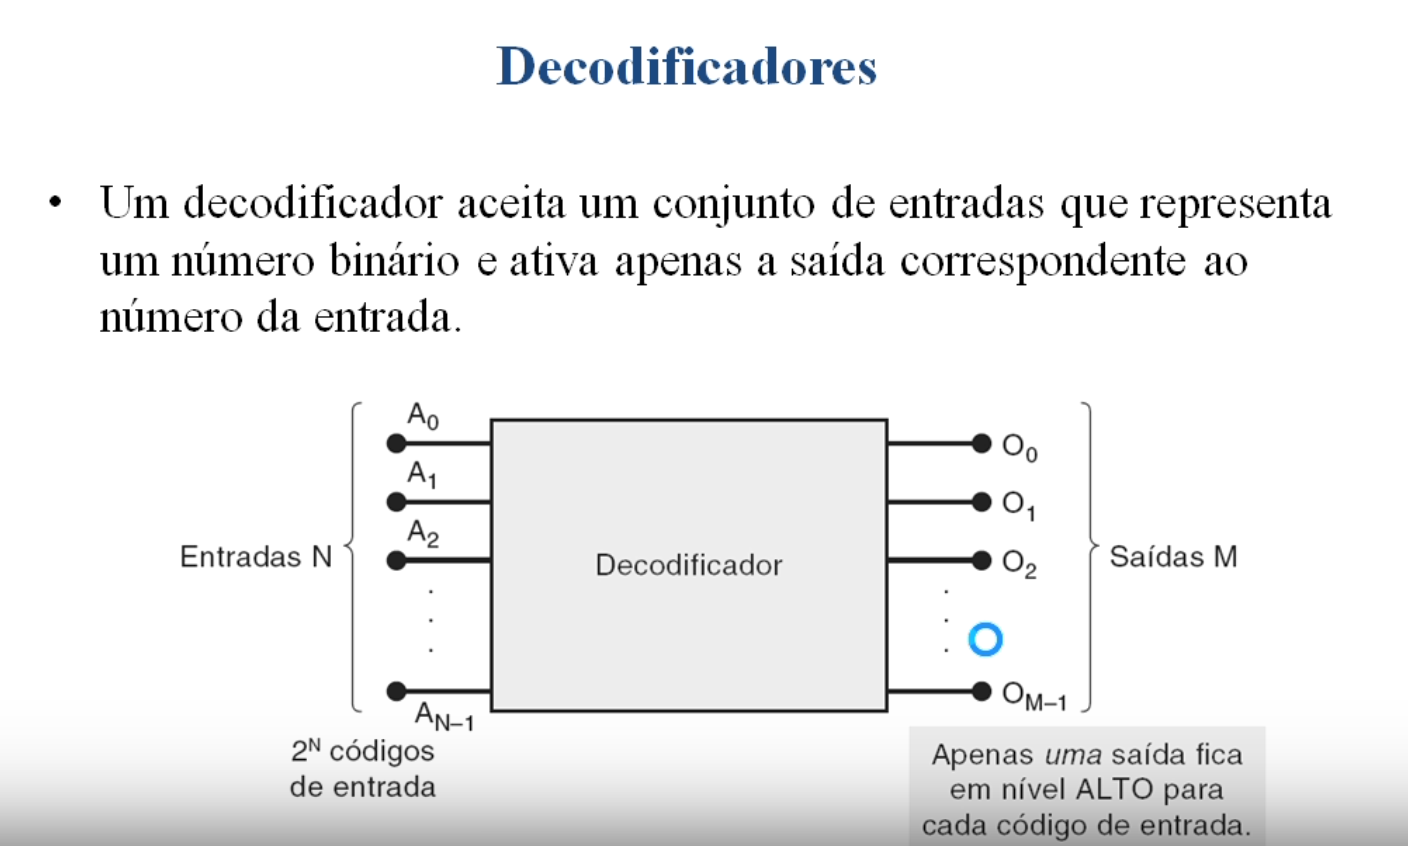 Decodificadores
• Um decodificador aceita um conjunto de entradas que representa
um número binário e ativa apenas a saída correspondente ao
número da entrada.
A₀
A₁
A₂
Entradas N
A_N–1
2ᴺ códigos
de entrada
Decodificador
O₀
O₁
O₂
Saídas M
O_M–1
Apenas uma saída fica
em nível ALTO para
cada código de entrada.